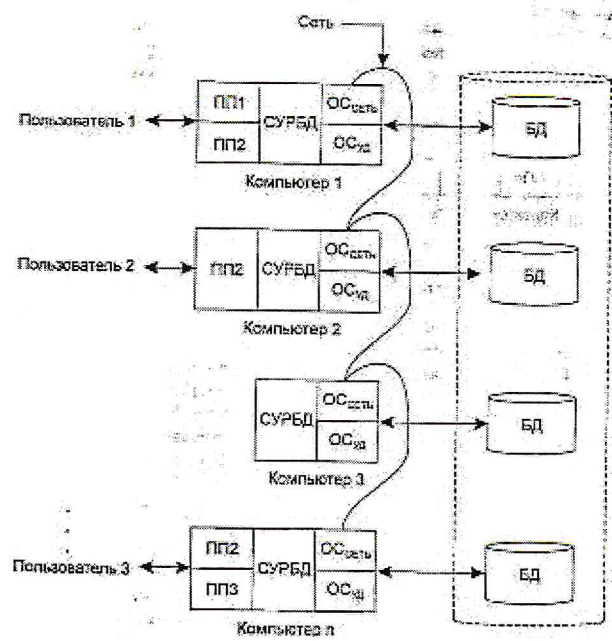 Сеть
Пользователь 1
ПП1
ПП2
СУРБД
ОСсеть
ОСуд
БД
Компьютер 1
Пользователь 2
ПП2
СУРБД
ОСсеть
ОСуд
БД
Компьютер 2
СУРБД
ОСсеть
ОСуд
БД
Компьютер 3
Пользователь 3
ПП2
ПП3
СУРБД
ОСсеть
ОСуд
БД
Компьютер n